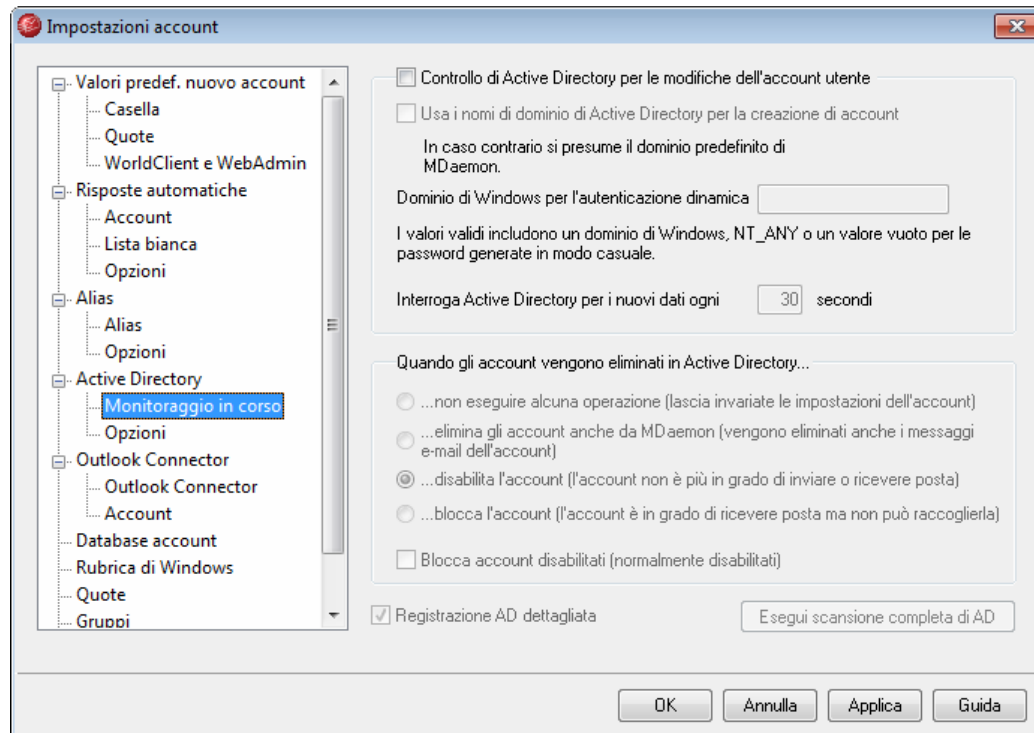 Impostazioni account
Valori predef. nuovo account
Casella
Quote
WorldClient e WebAdmin
Risposte automatiche
Account
Lista bianca
Opzioni
Alias
Alias
Opzioni
Active Directory
Monitoraggio in corso
Opzioni
Outlook Connector
Outlook Connector
Account
Database account
Rubrica di Windows
Quote
Gruppi
Controllo di Active Directory per le modifiche dell'account utente
Usa i nomi di dominio di Active Directory per la creazione di account
In caso contrario si presume il dominio predefinito di
MDaemon.
Dominio di Windows per l'autenticazione dinamica
I valori validi includono un dominio di Windows, NT_ANY o un valore vuoto per le
password generate in modo casuale.
Interroga Active Directory per i nuovi dati ogni 30 secondi
Quando gli account vengono eliminati in Active Directory...
...non eseguire alcuna operazione (lascia invariate le impostazioni dell'account)
...elimina gli account anche da MDaemon (vengono eliminati anche i messaggi
e-mail dell'account)
...disabilita l'account (l'account non è più in grado di inviare o ricevere posta)
...blocca l'account (l'account è in grado di ricevere posta ma non può raccoglierla)
Blocca account disabilitati (normalmente disabilitati)
Registrazione AD dettagliata
Esegui scansione completa di AD
OK
Annulla
Applica
Guida